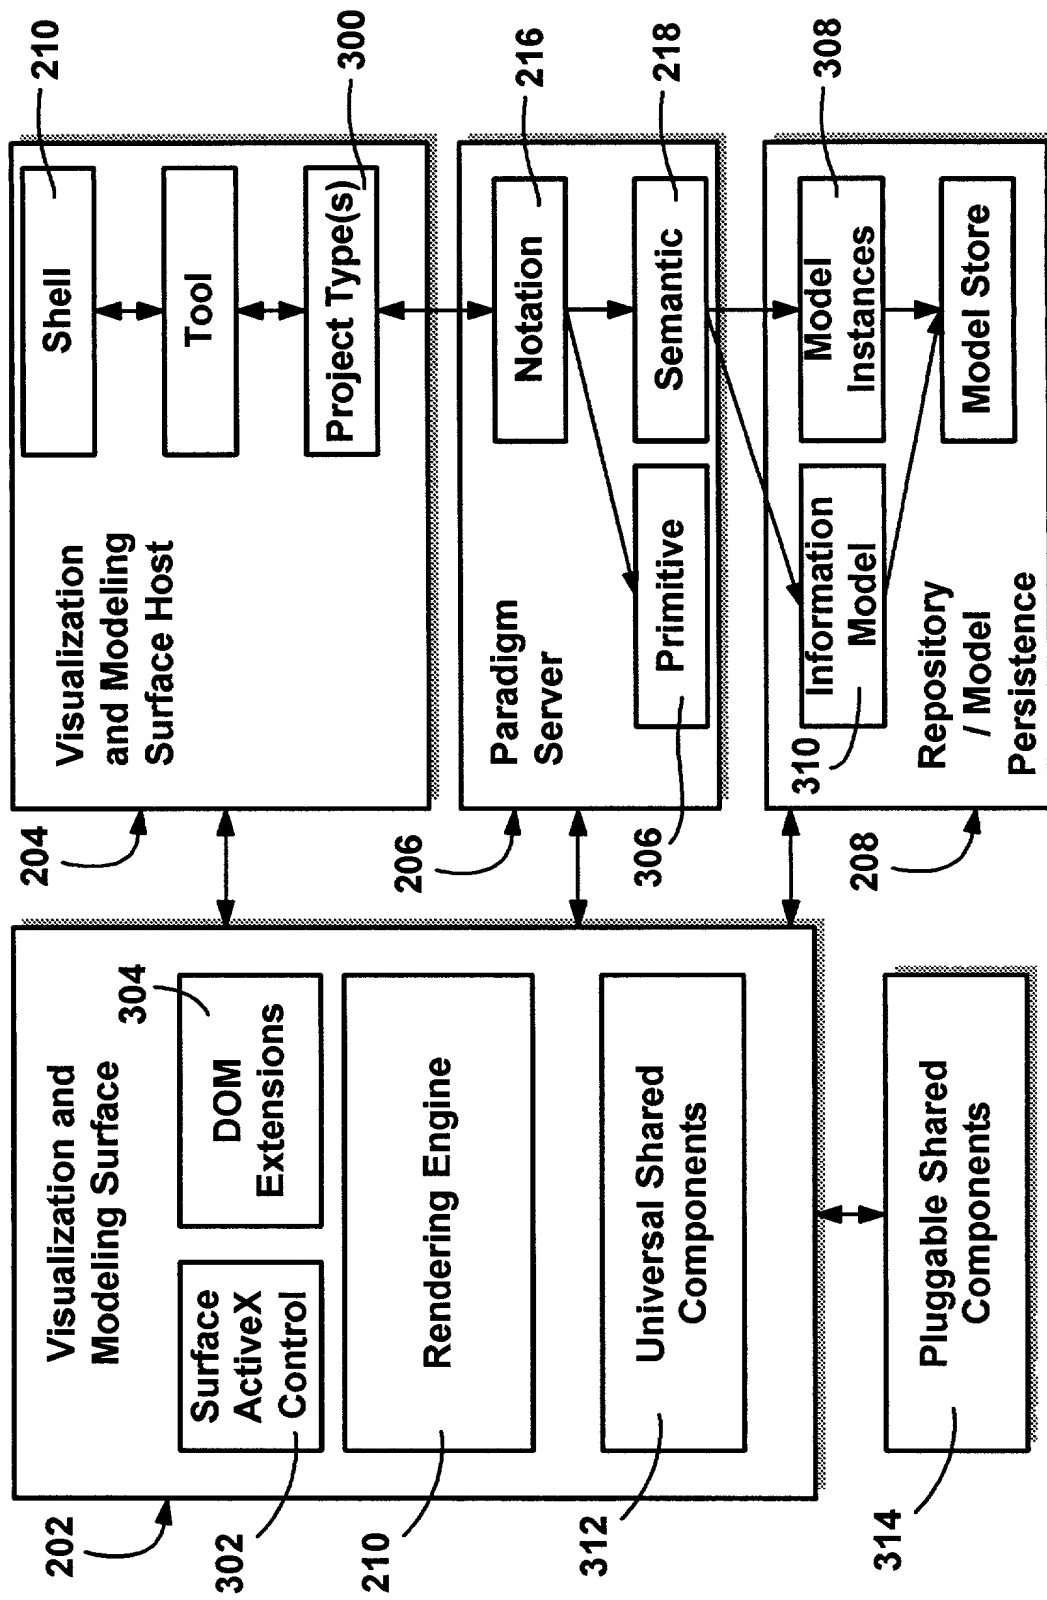 202
Visualization and
Modeling Surface
302
Surface
ActiveX
Control
304
DOM
Extensions
210
Rendering Engine
312
Universal Shared
Components
314
Pluggable Shared
Components
204
Visualization
and Modeling
Surface Host
Shell
210
Tool
Project Type(s)
300
206
Paradigm
Server
Notation
216
306
Primitive
Semantic
218
310
Information
Model
Model
Instances
308
208
Repository
/ Model
Persistence
Model Store